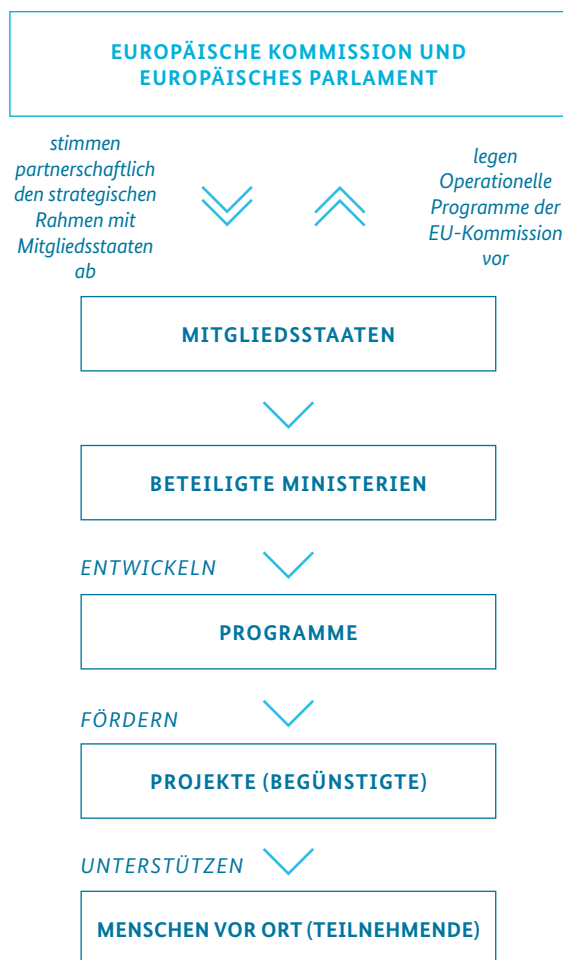 EUROPÄISCHE KOMMISSION UND
EUROPÄISCHES PARLAMENT
stimmen
partnerschaftlich
den strategischen
Rahmen mit
Mitgliedsstaaten
ab
legen
Operationelle
Programme der
EU-Kommission
vor
MITGLIEDSSTAATEN
BETEILIGTE MINISTERIEN
ENTWICKELN
PROGRAMME
FÖRDERN
PROJEKTE (BEGÜNSTIGTE)
UNTERSTÜTZEN
MENSCHEN VOR ORT (TEILNEHMENDE)